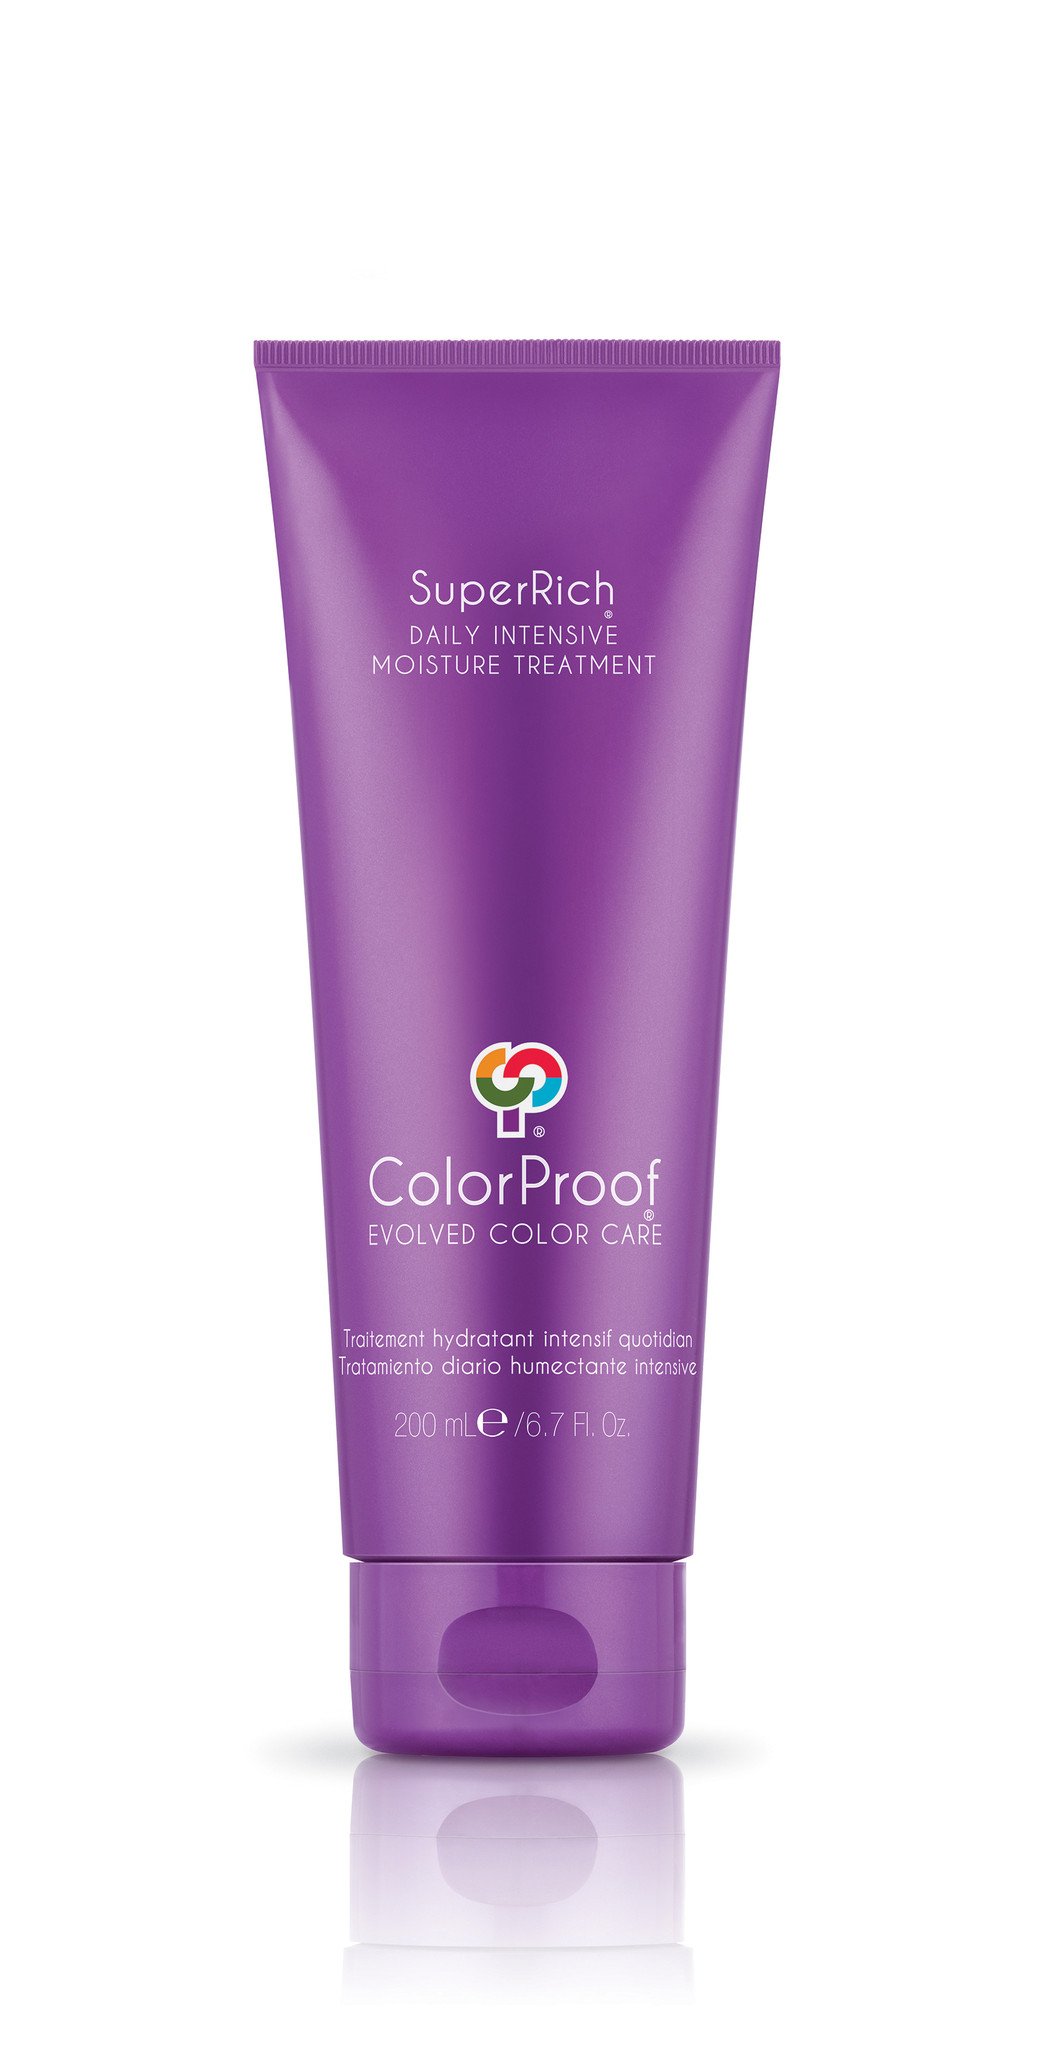 SuperRich®
DAILY INTENSIVE
MOISTURE TREATMENT
®
ColorProof®
EVOLVED COLOR CARE
Traitement hydratant intensif quotidian
Tratamiento diario humectante intensive
200 mL℮/6.7 Fl. Oz.